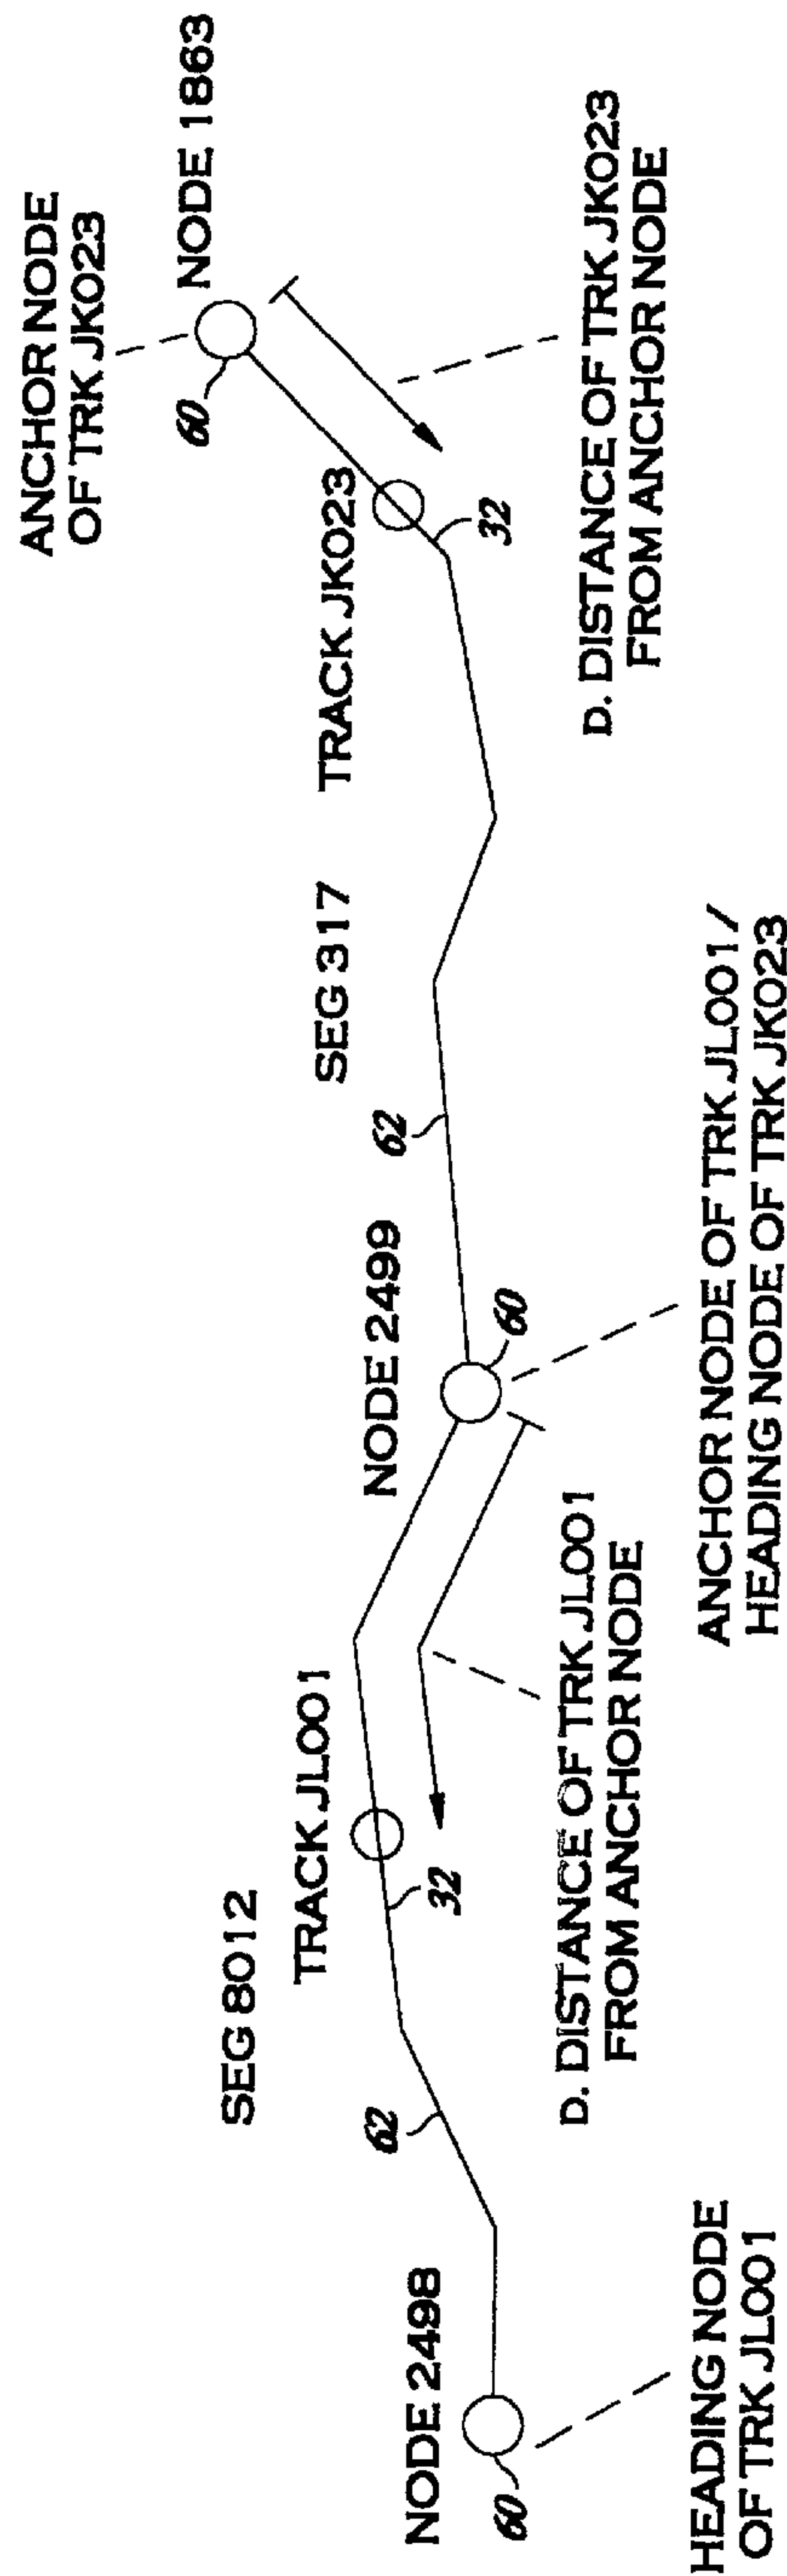 ANCHOR NODE
OF TRK JK023
NODE 1863
60
TRACK JK023
32
D. DISTANCE OF TRK JK023
FROM ANCHOR NODE
SEG 317
62
NODE 2499
60
ANCHOR NODE OF TRK JL001/
HEADING NODE OF TRK JK023
SEG 8012
TRACK JL001
32
D. DISTANCE OF TRK JL001
FROM ANCHOR NODE
62
NODE 2498
60
HEADING NODE
OF TRK JL001